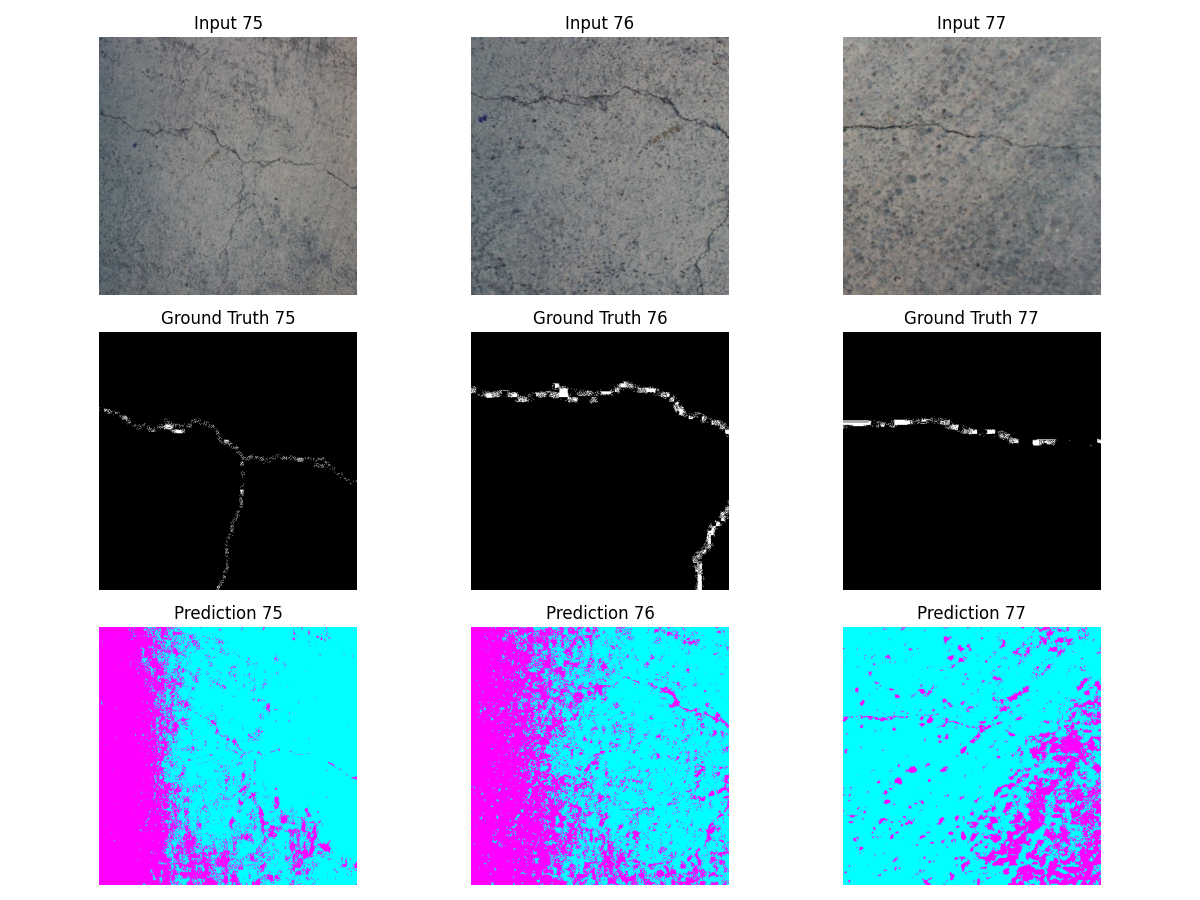 Input 75
Input 76
Input 77
Ground Truth 75
Ground Truth 76
Ground Truth 77
Prediction 75
Prediction 76
Prediction 77